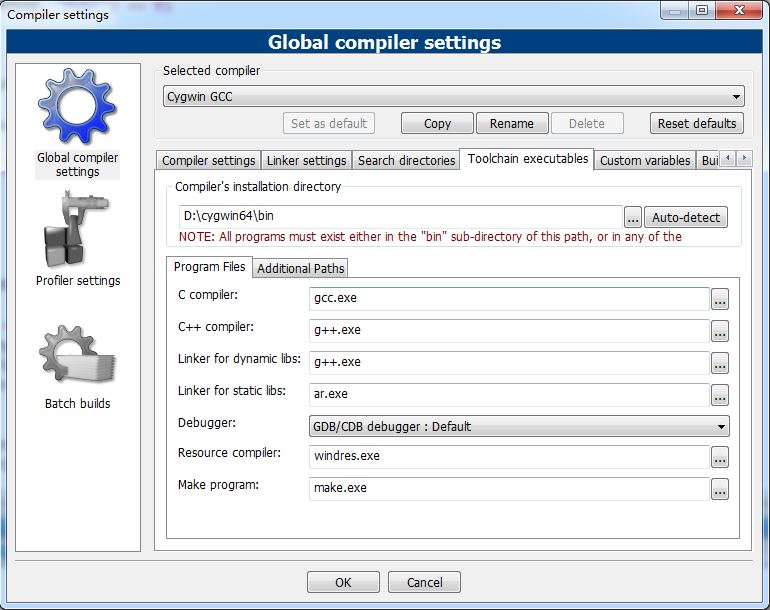 Compiler settings
Global compiler settings
Global compiler
settings
Profiler settings
Batch builds
Selected compiler
Cygwin GCC
Set as default Copy Rename Delete Reset defaults
Compiler settings Linker settings Search directories Toolchain executables Custom variables Bui
Compiler's installation directory
D:\cygwin64\bin ... Auto-detect
NOTE: All programs must exist either in the "bin" sub-directory of this path, or in any of the
Program Files Additional Paths
C compiler: gcc.exe ...
C++ compiler: g++.exe ...
Linker for dynamic libs: g++.exe ...
Linker for static libs: ar.exe ...
Debugger: GDB/CDB debugger : Default
Resource compiler: windres.exe ...
Make program: make.exe ...
OK Cancel